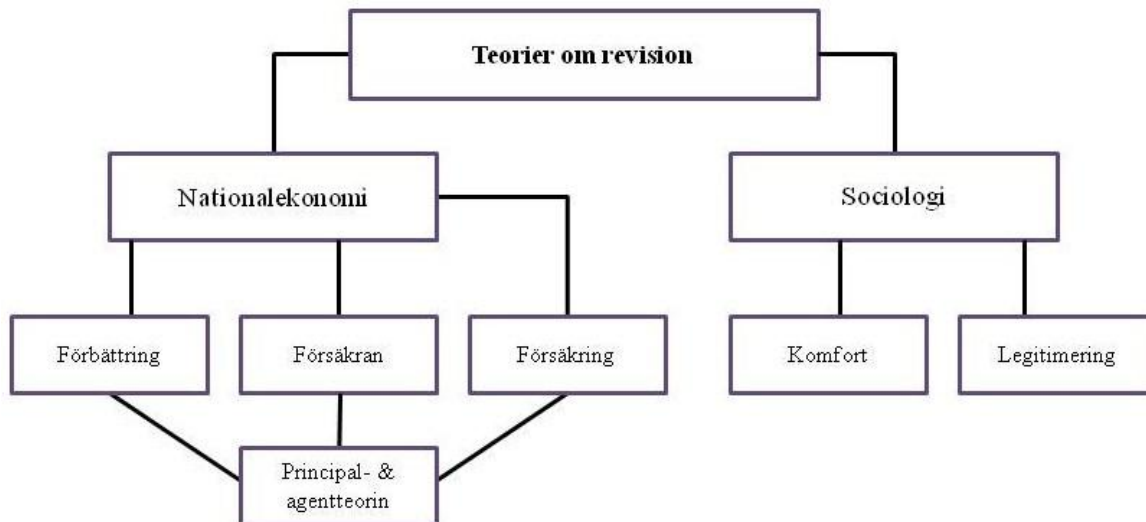 Teorier om revision
Nationalekonomi
Sociologi
Förbättring
Försäkran
Försäkring
Komfort
Legitimering
Principal- &
agentteorin